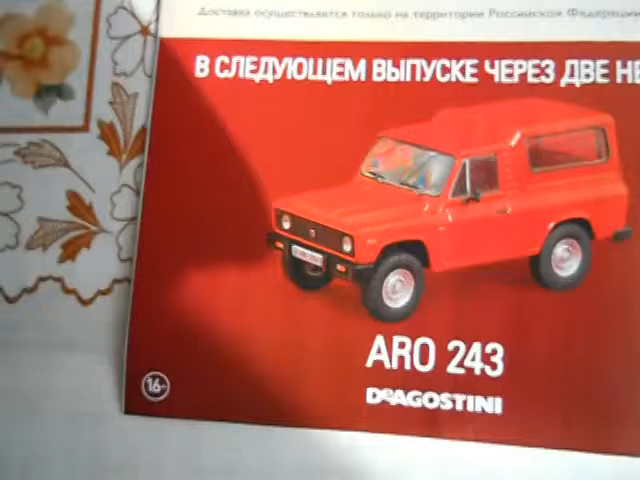 Доставка осуществляется только на территории Российской Федерации
В СЛЕДУЮЩЕМ ВЫПУСКЕ ЧЕРЕЗ ДВЕ НЕ
ARO 243
DeAGOSTINI
16+